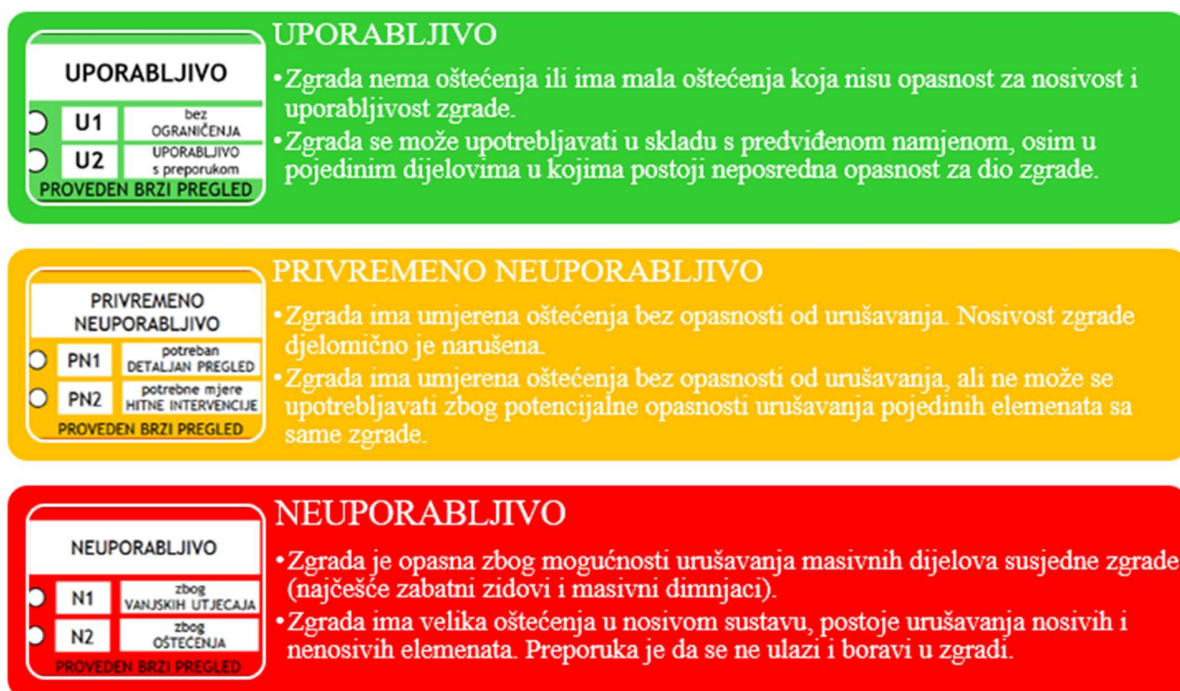 UPORABLJIVO
U1
bez
OGRANIČENJA
U2
UPORABLJIVO
s preporukom
PROVEDEN BRZI PREGLED
UPORABLJIVO
•Zgrada nema oštećenja ili ima mala oštećenja koja nisu opasnost za nosivost i
uporabljivost zgrade.
•Zgrada se može upotrebljavati u skladu s predviđenom namjenom, osim u
pojedinim dijelovima u kojima postoji neposredna opasnost za dio zgrade.
PRIVREMENO
NEUPORABLJIVO
PN1
potreban
DETALJAN PREGLED
PN2
potrebne mjere
HITNE INTERVENCIJE
PROVEDEN BRZI PREGLED
PRIVREMENO NEUPORABLJIVO
•Zgrada ima umjerena oštećenja bez opasnosti od urušavanja. Nosivost zgrade
djelomično je narušena.
•Zgrada ima umjerena oštećenja bez opasnosti od urušavanja, ali ne može se
upotrebljavati zbog potencijalne opasnosti urušavanja pojedinih elemenata sa
same zgrade.
NEUPORABLJIVO
N1
zbog
VANJSKIH UTJECAJA
N2
zbog
OŠTEĆENJA
PROVEDEN BRZI PREGLED
NEUPORABLJIVO
•Zgrada je opasna zbog mogućnosti urušavanja masivnih dijelova susjedne zgrade
(najčešće zabatni zidovi i masivni dimnjaci).
•Zgrada ima velika oštećenja u nosivom sustavu, postoje urušavanja nosivih i
nenosivih elemenata. Preporuka je da se ne ulazi i boravi u zgradi.